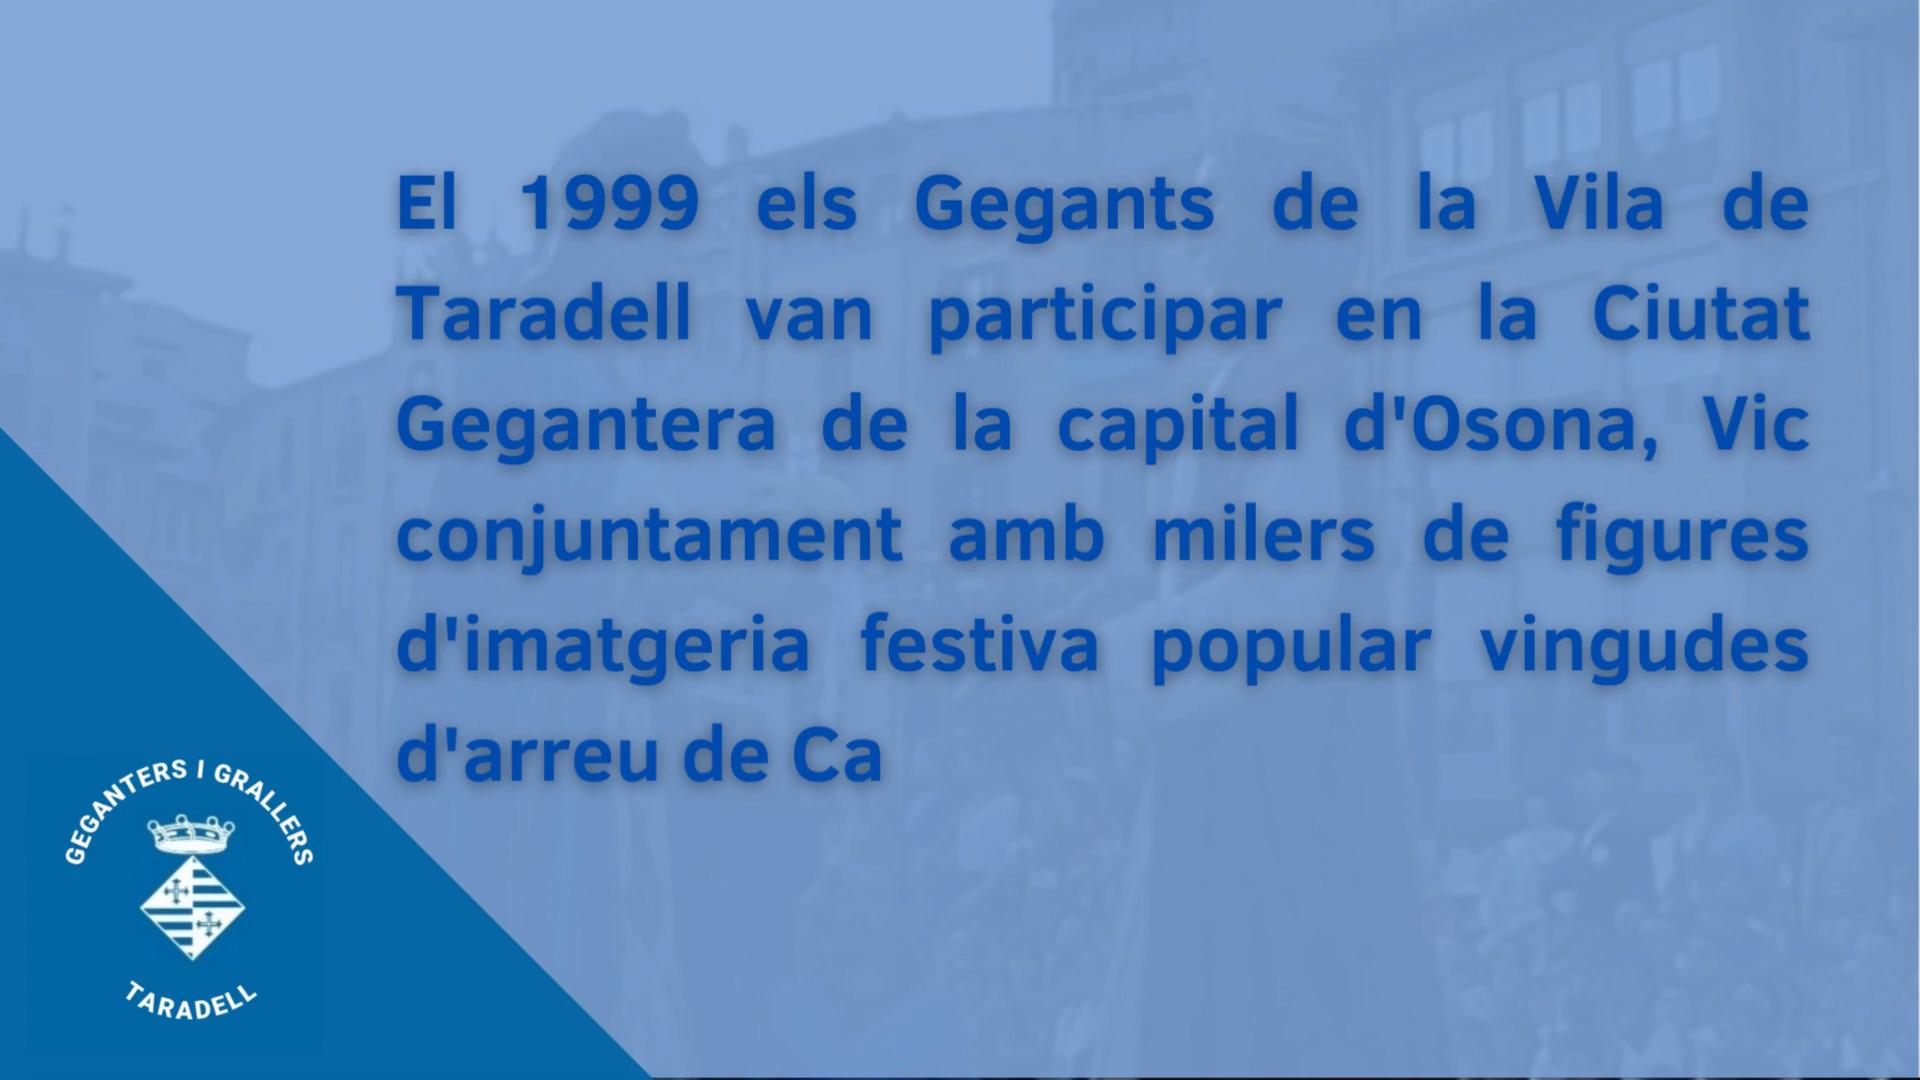 El 1999 els Gegants de la Vila de
Taradell van participar en la Ciutat
Gegantera de la capital d'Osona, Vic
conjuntament amb milers de figures
d'imatgeria festiva popular vingudes
d'arreu de Ca
GEGANTERS I GRALLERS
TARADELL